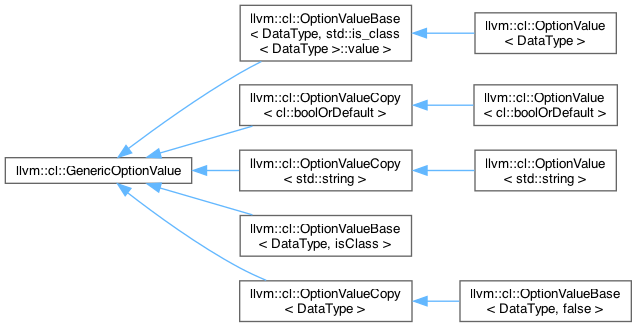 llvm::cl::OptionValueBase
< DataType, std::is_class
< DataType >::value >
llvm::cl::OptionValue
< DataType >
llvm::cl::OptionValueCopy
< cl::boolOrDefault >
llvm::cl::OptionValue
< cl::boolOrDefault >
llvm::cl::GenericOptionValue
llvm::cl::OptionValueCopy
< std::string >
llvm::cl::OptionValue
< std::string >
llvm::cl::OptionValueBase
< DataType, isClass >
llvm::cl::OptionValueCopy
< DataType >
llvm::cl::OptionValueBase
< DataType, false >